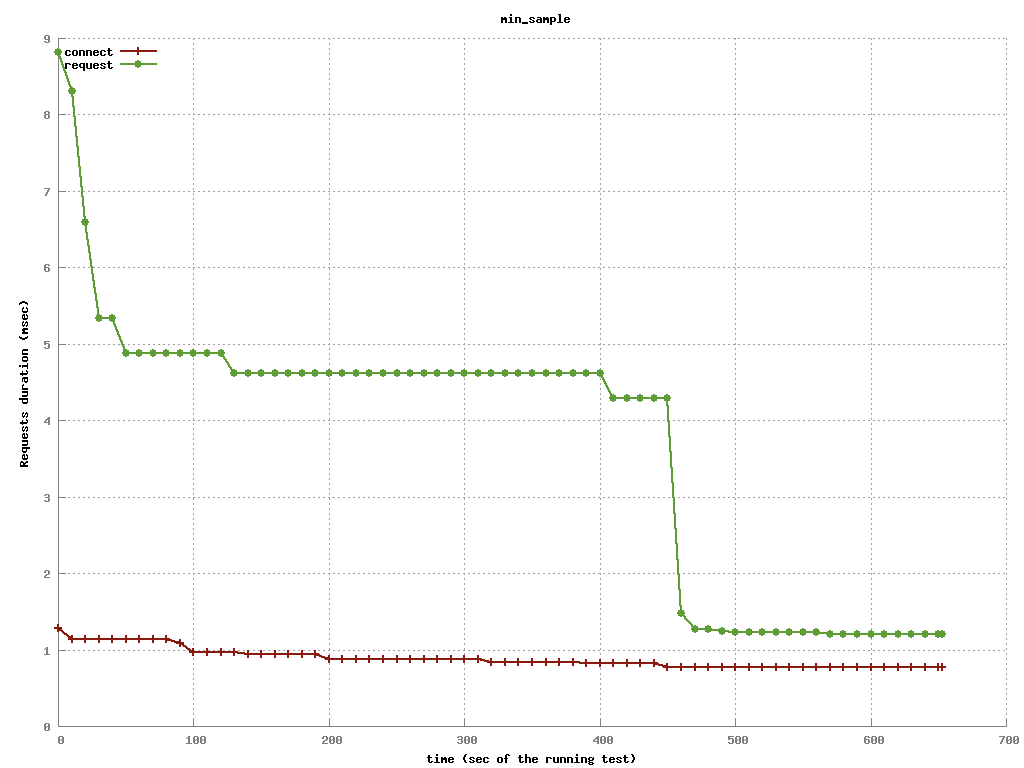 min_sample
9
connect
request
8
7
6
5
4
3
2
1
0
Requests duration (msec)
0 100 200 300 400 500 600 700
time (sec of the running test)